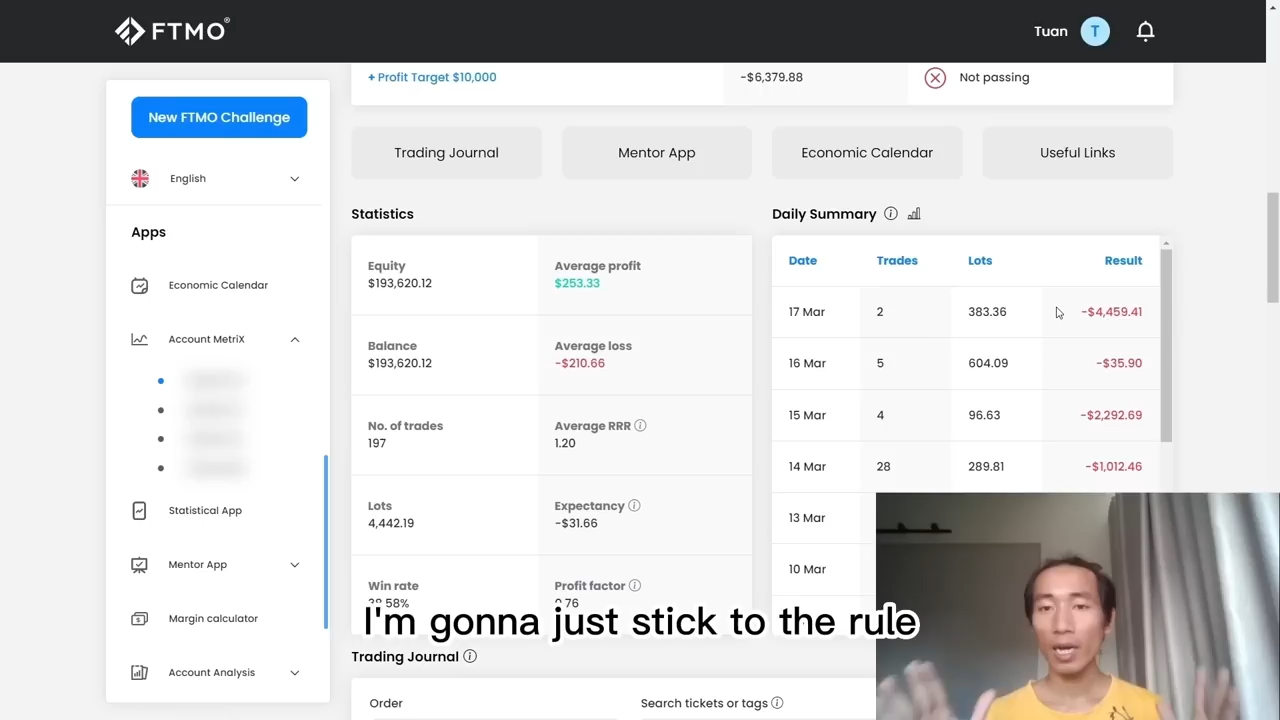 FTMO®
Tuan
T
New FTMO Challenge
English
Apps
Economic Calendar
Account MetriX
Statistical App
Mentor App
Margin calculator
Account Analysis
+ Profit Target $10,000
-$6,379.88
Not passing
Trading Journal
Mentor App
Economic Calendar
Useful Links
Statistics
Equity
$193,620.12
Average profit
$253.33
Balance
$193,620.12
Average loss
-$210.66
No. of trades
197
Average RRR
1.20
Lots
4,442.19
Expectancy
-$31.66
Win rate
38.58%
Profit factor
0.76
Daily Summary
Date Trades Lots Result
17 Mar 2 383.36 -$4,459.41
16 Mar 5 604.09 -$35.90
15 Mar 4 96.63 -$2,292.69
14 Mar 28 289.81 -$1,012.46
13 Mar
10 Mar
I'm gonna just stick to the rule
Trading Journal
Order
Search tickets or tags